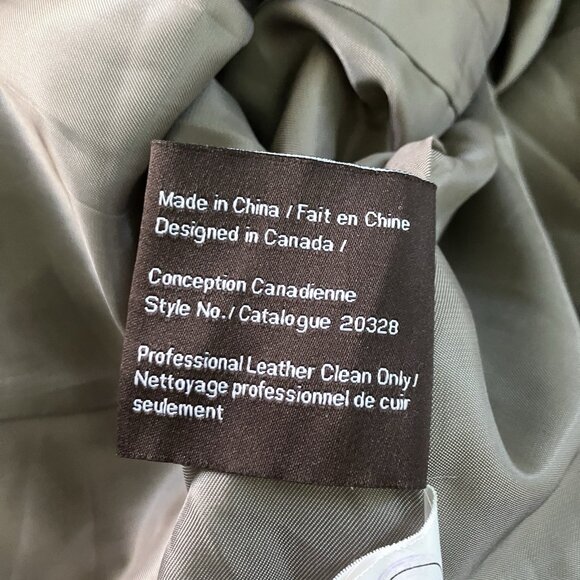 Made in China / Fait en Chine
Designed in Canada /
Conception Canadienne
Style No./ Catalogue 20328
Professional Leather Clean Only/
Nettoyage professionnel de cuir
seulement